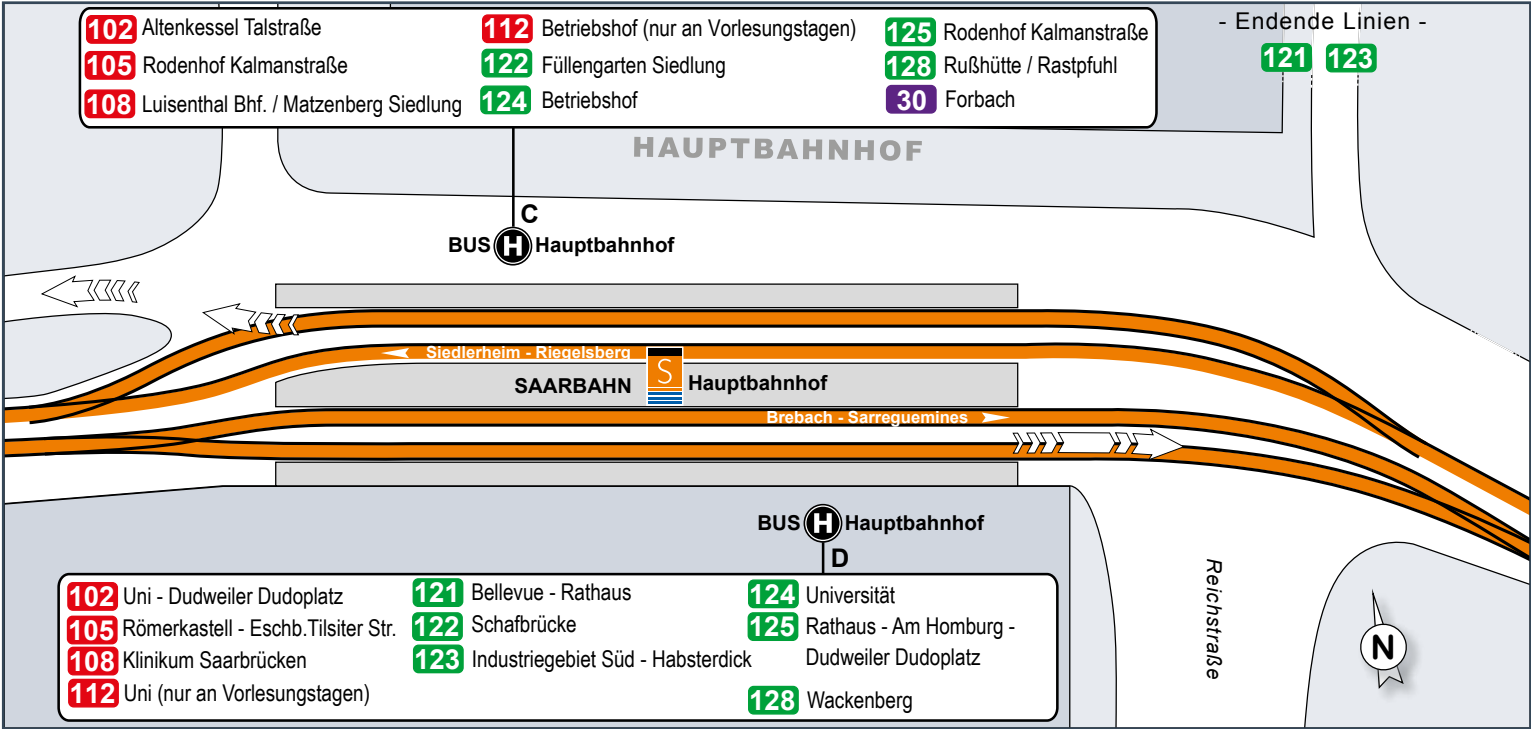 102 Altenkessel Talstraße
105 Rodenhof Kalmanstraße
108 Luisenthal Bhf. / Matzenberg Siedlung
112 Betriebshof (nur an Vorlesungstagen)
122 Füllengarten Siedlung
124 Betriebshof
125 Rodenhof Kalmanstraße
128 Rußhütte / Rastpfuhl
30 Forbach
- Endende Linien -
121 123
HAUPTBAHNHOF
C
BUS H Hauptbahnhof
Siedlerheim - Riegelsberg
SAARBAHN S Hauptbahnhof
Brebach - Sarreguemines
BUS H Hauptbahnhof
D
102 Uni - Dudweiler Dudoplatz
105 Römerkastell - Eschb.Tilsiter Str.
108 Klinikum Saarbrücken
112 Uni (nur an Vorlesungstagen)
121 Bellevue - Rathaus
122 Schafbrücke
123 Industriegebiet Süd - Habsterdick
124 Universität
125 Rathaus - Am Homburg -
Dudweiler Dudoplatz
128 Wackenberg
Reichstraße
N